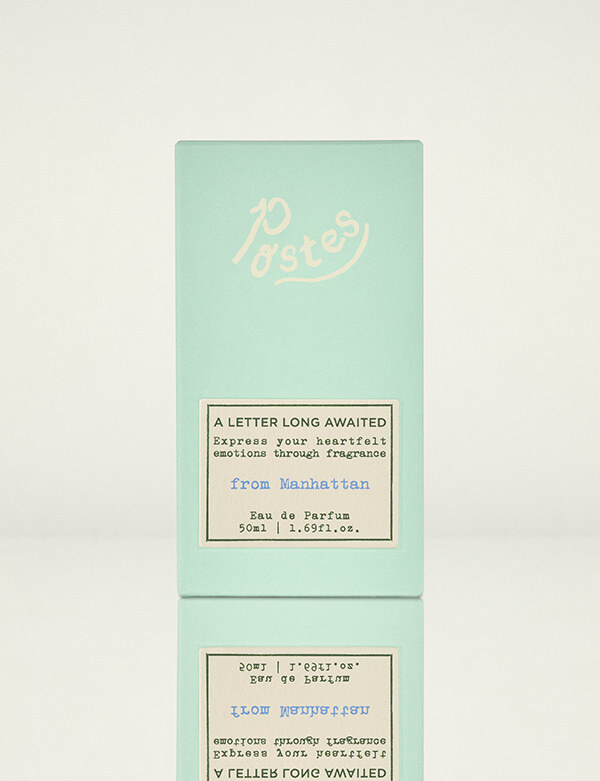 Postes
A LETTER LONG AWAITED
Express your heartfelt
emotions through fragrance
from Manhattan
Eau de Parfum
50ml | 1.69fl.oz.